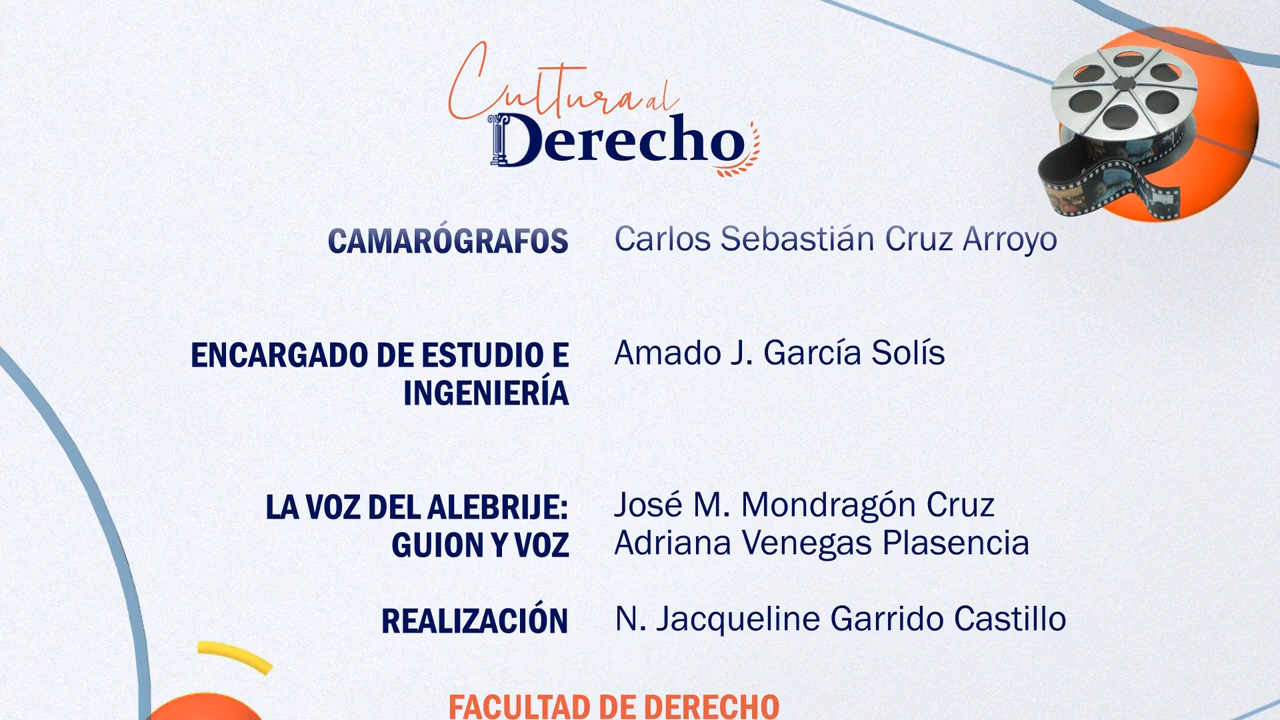 Cultura al
Derecho
CAMARÓGRAFOS Carlos Sebastián Cruz Arroyo
ENCARGADO DE ESTUDIO E Amado J. García Solís
INGENIERÍA
LA VOZ DEL ALEBRIJE: José M. Mondragón Cruz
GUION Y VOZ Adriana Venegas Plasencia
REALIZACIÓN N. Jacqueline Garrido Castillo
FACULTAD DE DERECHO